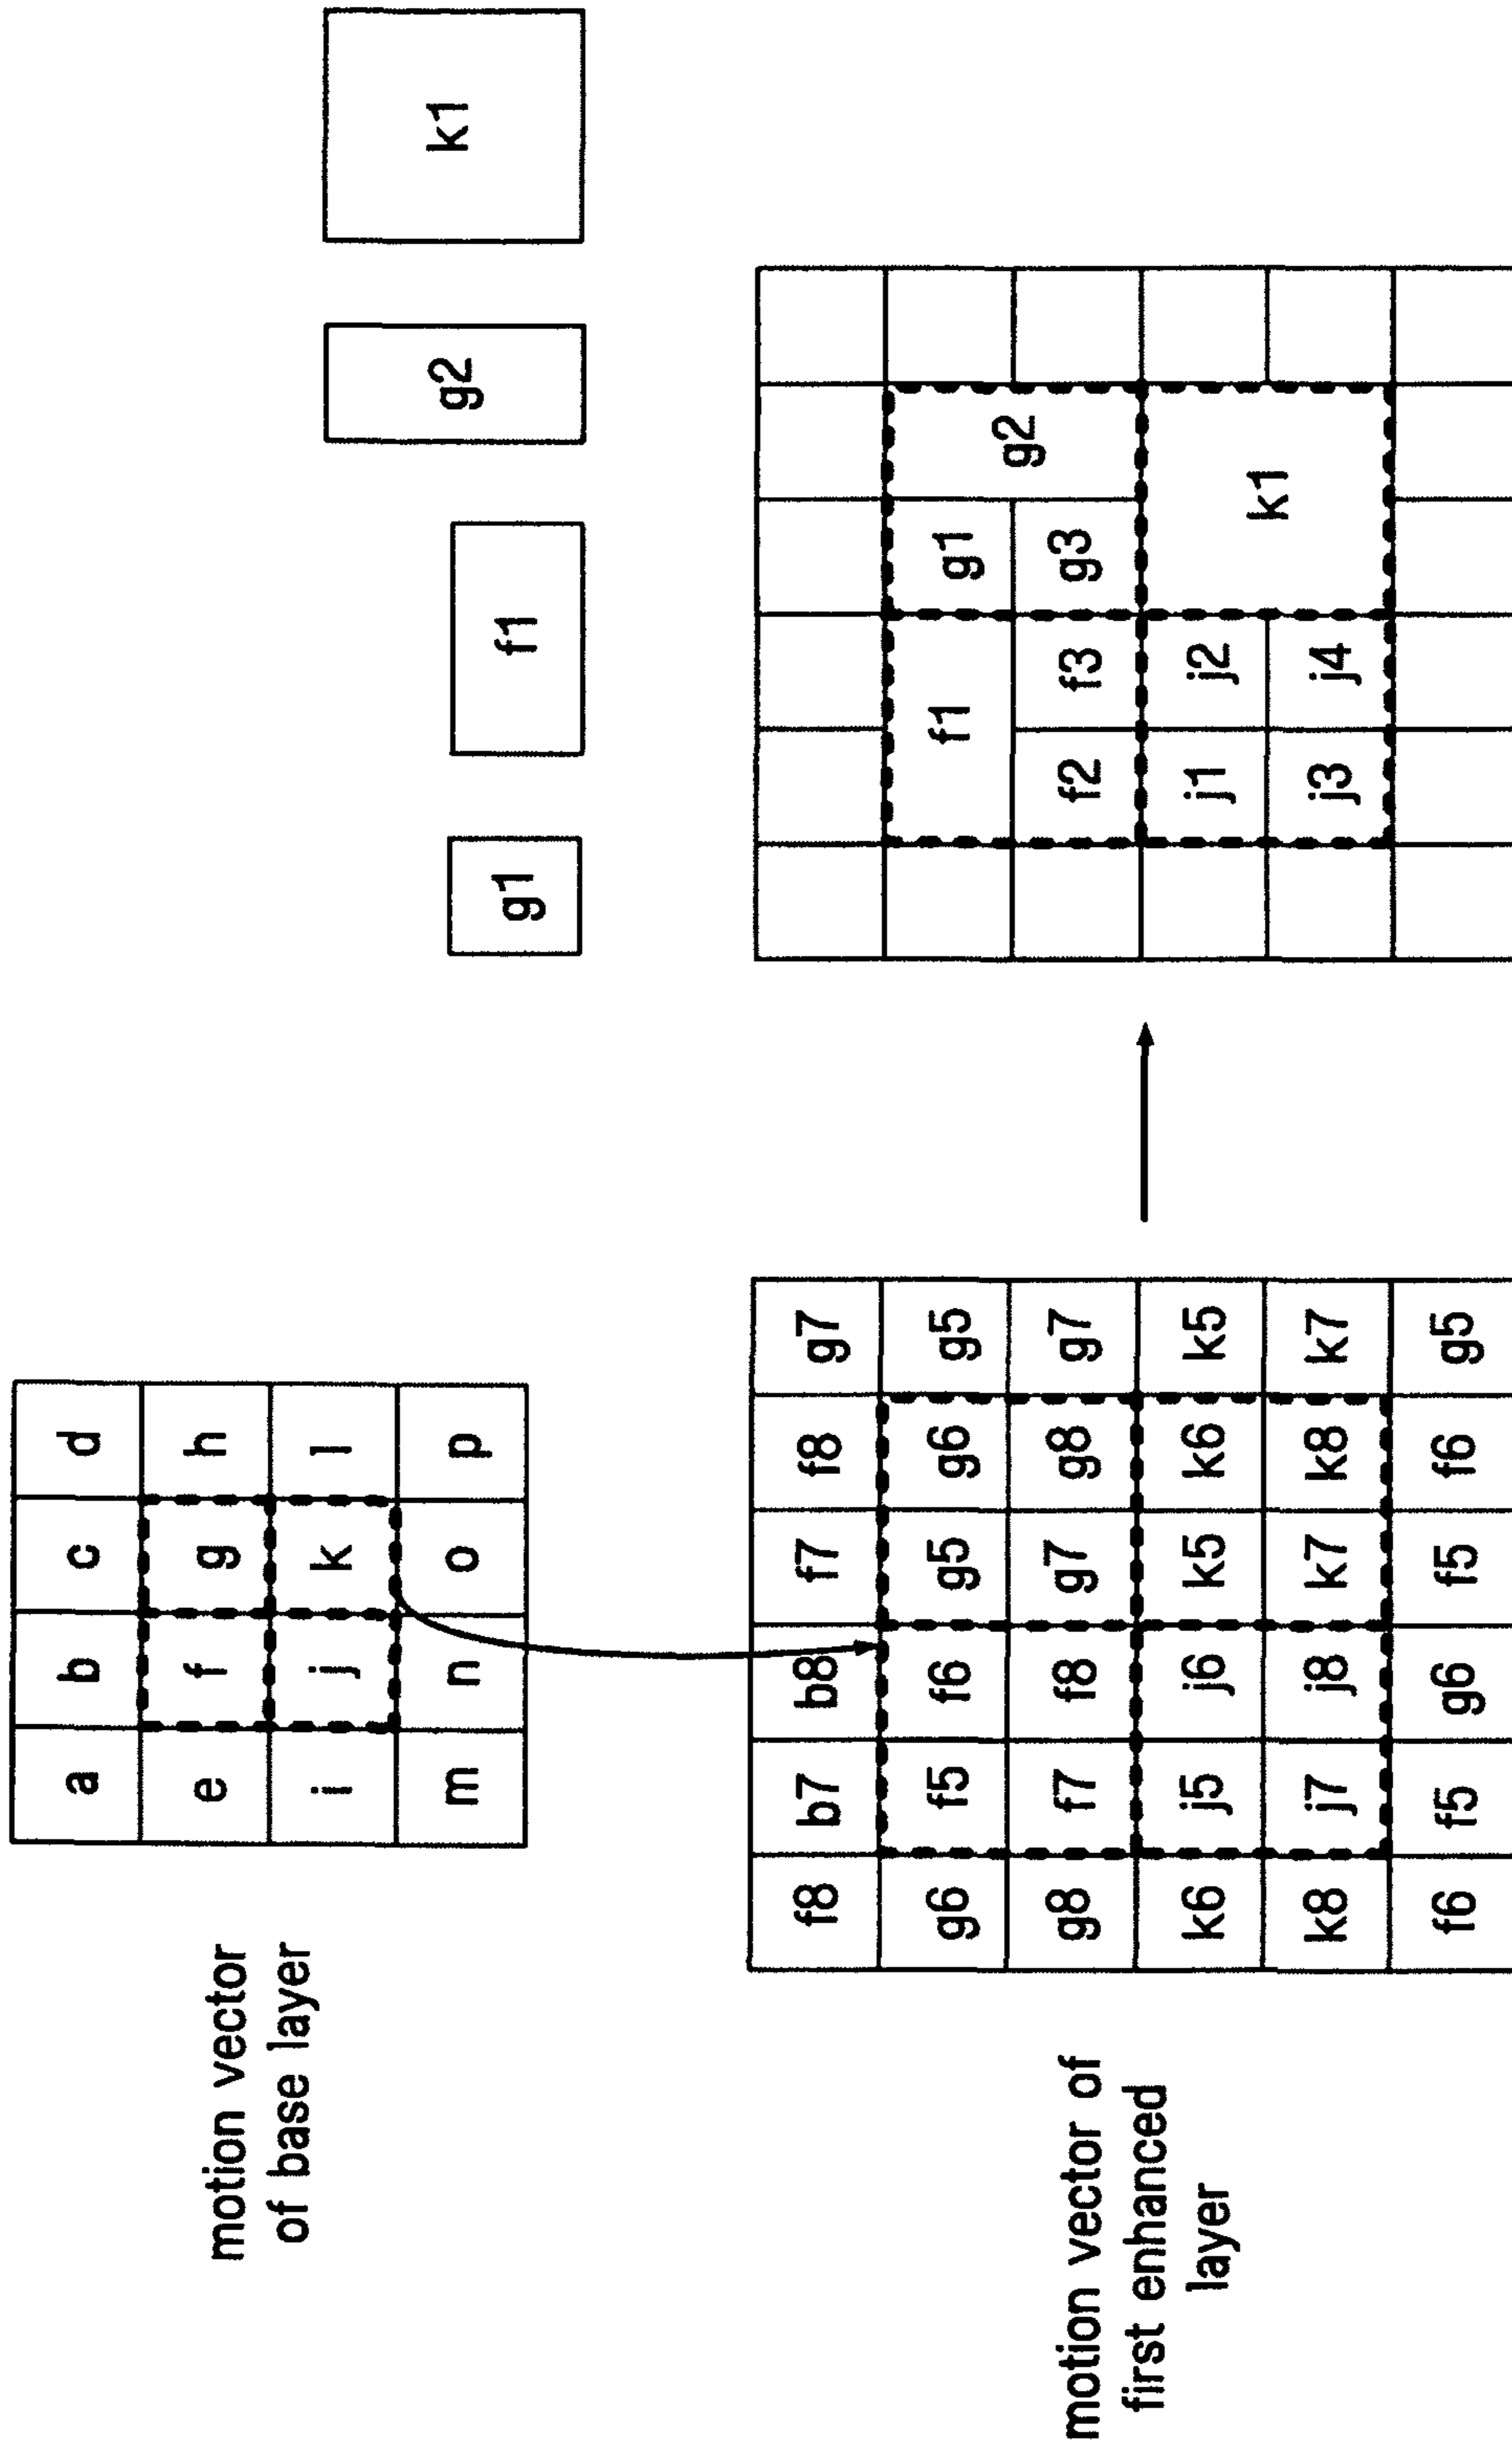 motion vector
of base layer
a b c d
e f g h
i j k l
m n o p
g1 f1 g2 k1
motion vector of
first enhanced
layer
f8 b7 b8 f7 f8 g7
g6 f5 f6 g5 g6 g5
g8 f7 f8 g7 g8 g7
k6 j5 j6 k5 k6 k5
k8 j7 j8 k7 k8 k7
f6 f5 g6 f5 f6 g5
f1 g1 g2
f2 f3 g3
j1 j2 k1
j3 j4